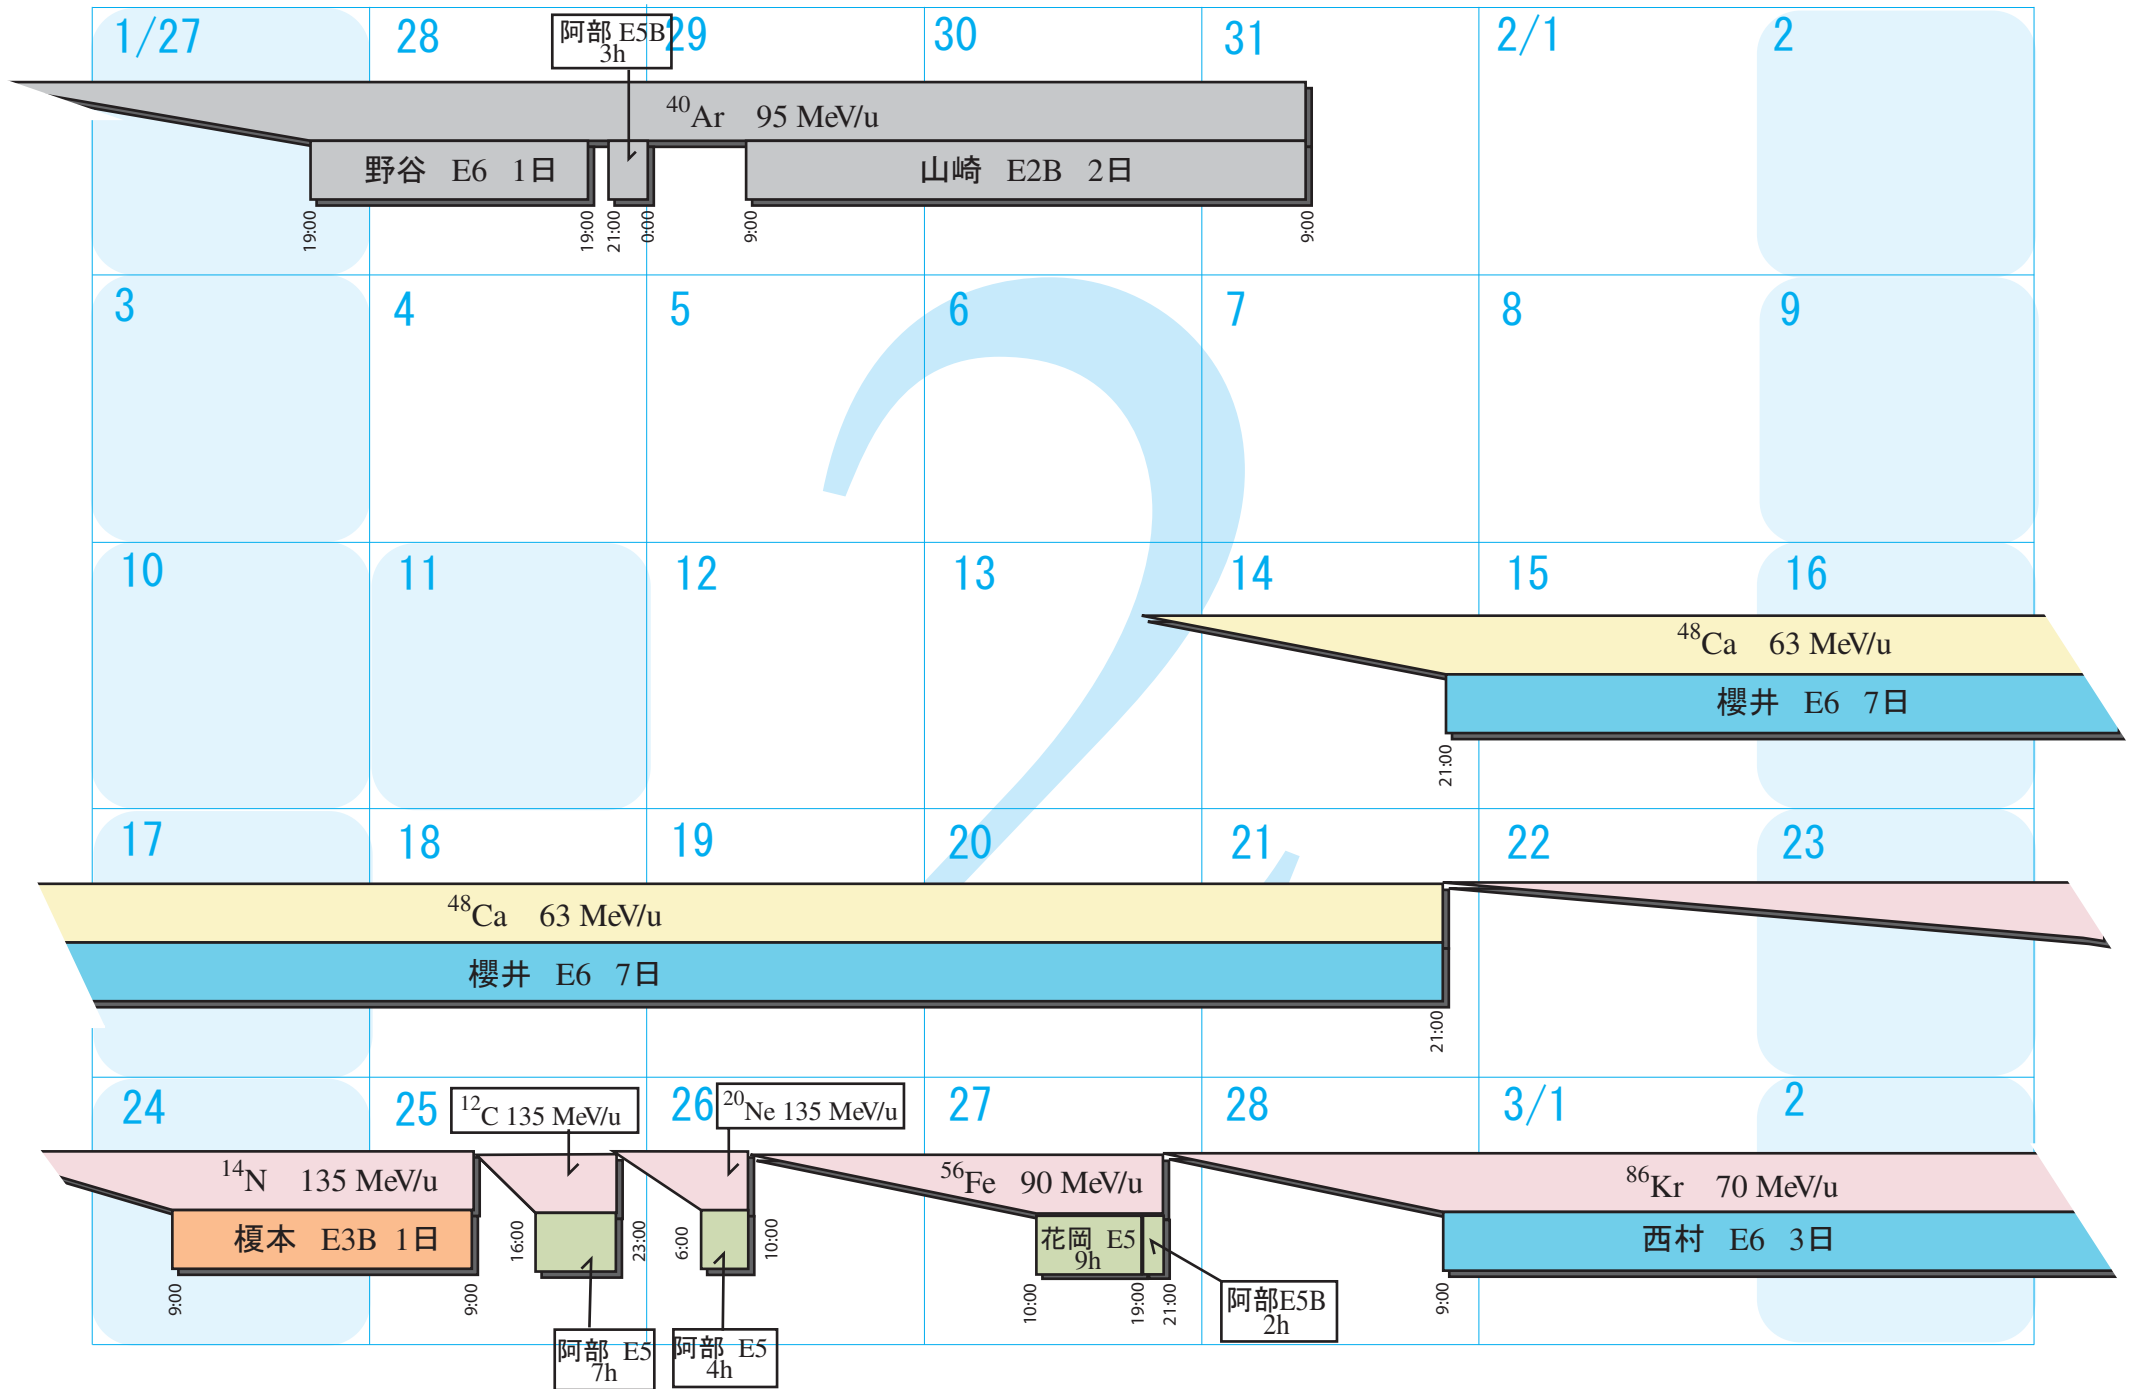 1/27 28 29 30 31 2/1 2
阿部 E5B
3h
⁴⁰Ar 95 MeV/u
野谷 E6 1日
山崎 E2B 2日
19:00 19:00 21:00 0:00 9:00 9:00
3 4 5 6 7 8 9
10 11 12 13 14 15 16
2
⁴⁸Ca 63 MeV/u
櫻井 E6 7日
21:00
17 18 19 20 21 22 23
⁴⁸Ca 63 MeV/u
櫻井 E6 7日
21:00
24 25 26 27 28 3/1 2
¹²C 135 MeV/u
²⁰Ne 135 MeV/u
¹⁴N 135 MeV/u
⁵⁶Fe 90 MeV/u
⁸⁶Kr 70 MeV/u
榎本 E3B 1日
花岡 E5
9h
西村 E6 3日
16:00 23:00 6:00 10:00
9:00 9:00 10:00 19:00 21:00 9:00
阿部E5B
2h
阿部 E5
7h
阿部 E5
4h